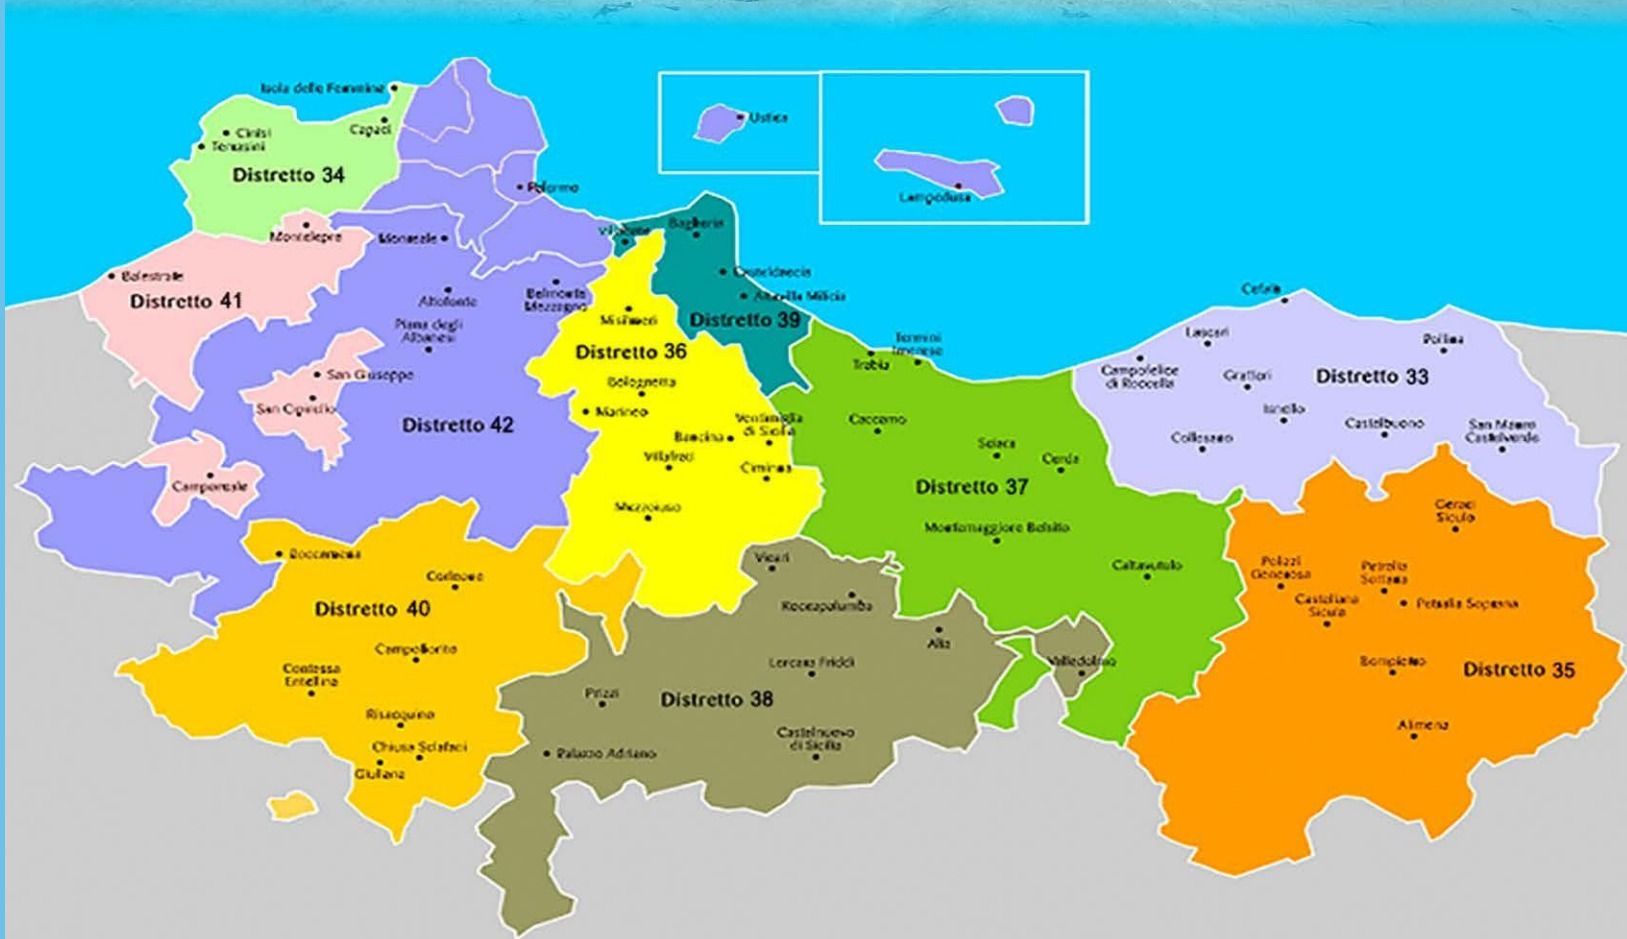 Isola delle Femmine
Capaci
Cinisi
Terrasini
Distretto 34
Ustica
Lampedusa
Palermo
Montelepre
Monreale
Villabate
Bagheria
Balestrate
Distretto 41
Casteldaccia
Altavilla Milicia
Altofonte
Belmonte
Mezzagno
Misilmeri
Distretto 39
Cefalù
Piana degli
Albanesi
Distretto 36
Termini
Imerese
Trabia
Lascari
Pollina
Campofelice
di Roccella
Gratteri
Distretto 33
San Giuseppe
San Cipirello
Bolognetta
Marineo
Distretto 42
Ventimiglia
di Sicilia
Caccamo
Isnello
Castelbuono
San Mauro
Castelverde
Collesano
Baucina
Villafrati
Ciminna
Sciara
Cerda
Distretto 37
Camporeale
Mezzojuso
Montemaggiore Belsito
Geraci
Siculo
Roccamena
Corleone
Vicari
Caltavuturo
Polizzi
Generosa
Petralia
Sottana
Petralia Soprana
Castellana
Sicula
Distretto 40
Roccapalumba
Alia
Campofiorito
Contessa
Entellina
Lercara Friddi
Valledolmo
Bompietro
Distretto 35
Prizzi
Distretto 38
Bisacquino
Chiusa Sclafani
Giuliana
Palazzo Adriano
Castelnuovo
di Sicilia
Alimena